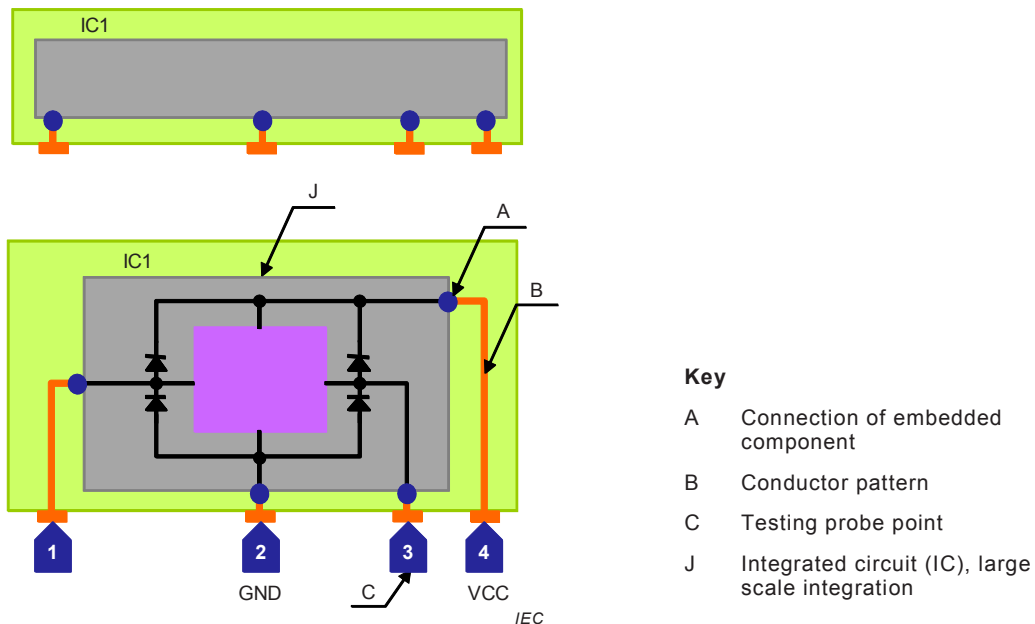 IC1
J
A
IC1
B
1
2
3
4
GND
C
VCC
IEC
Key
A Connection of embedded
component
B Conductor pattern
C Testing probe point
J Integrated circuit (IC), large
scale integration